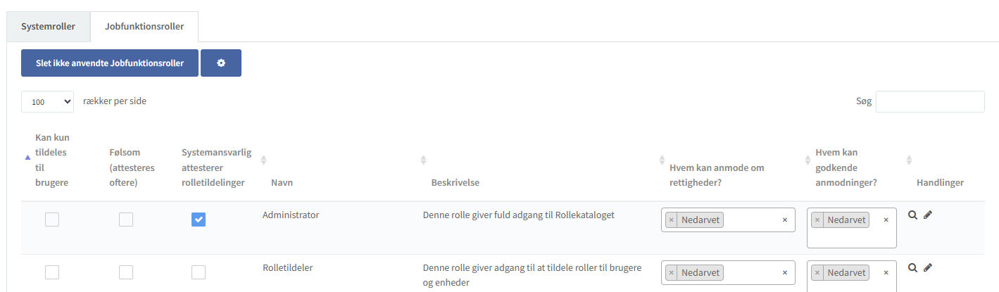 Systemroller
Jobfunktionsroller
Slet ikke anvendte Jobfunktionsroller
100
rækker per side
Søg
Kan kun
tildeles
til
brugere
Følsom
(attesteres
oftere)
Systemansvarlig
attesterer
rolletildelinger
Navn
Beskrivelse
Hvem kan anmode om
rettigheder?
Hvem kan
godkende
anmodninger?
Handlinger
Administrator
Denne rolle giver fuld adgang til Rollekataloget
× Nedarvet ×
× Nedarvet ×
Rolletildeler
Denne rolle giver adgang til at tildele roller til brugere
og enheder
× Nedarvet ×
× Nedarvet ×